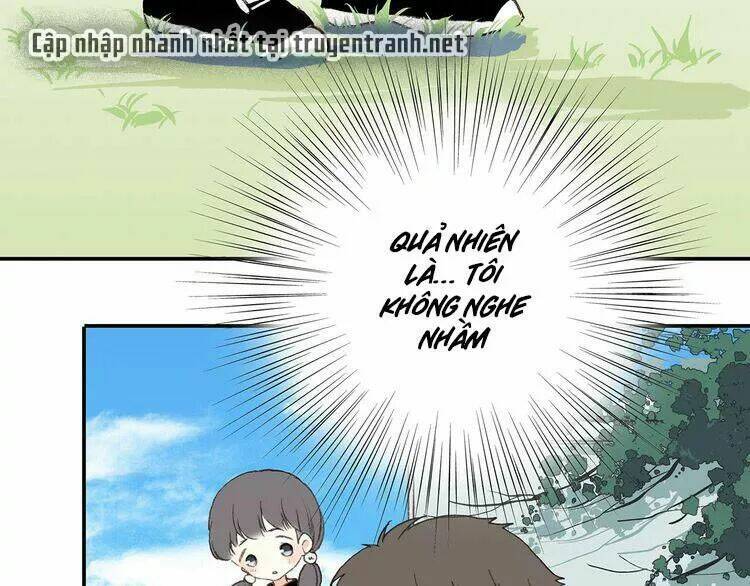 Cập nhập nhanh nhất tại truyentranh.net
QUẢ NHIÊN
LÀ... TÔI
KHÔNG NGHE
NHẦM